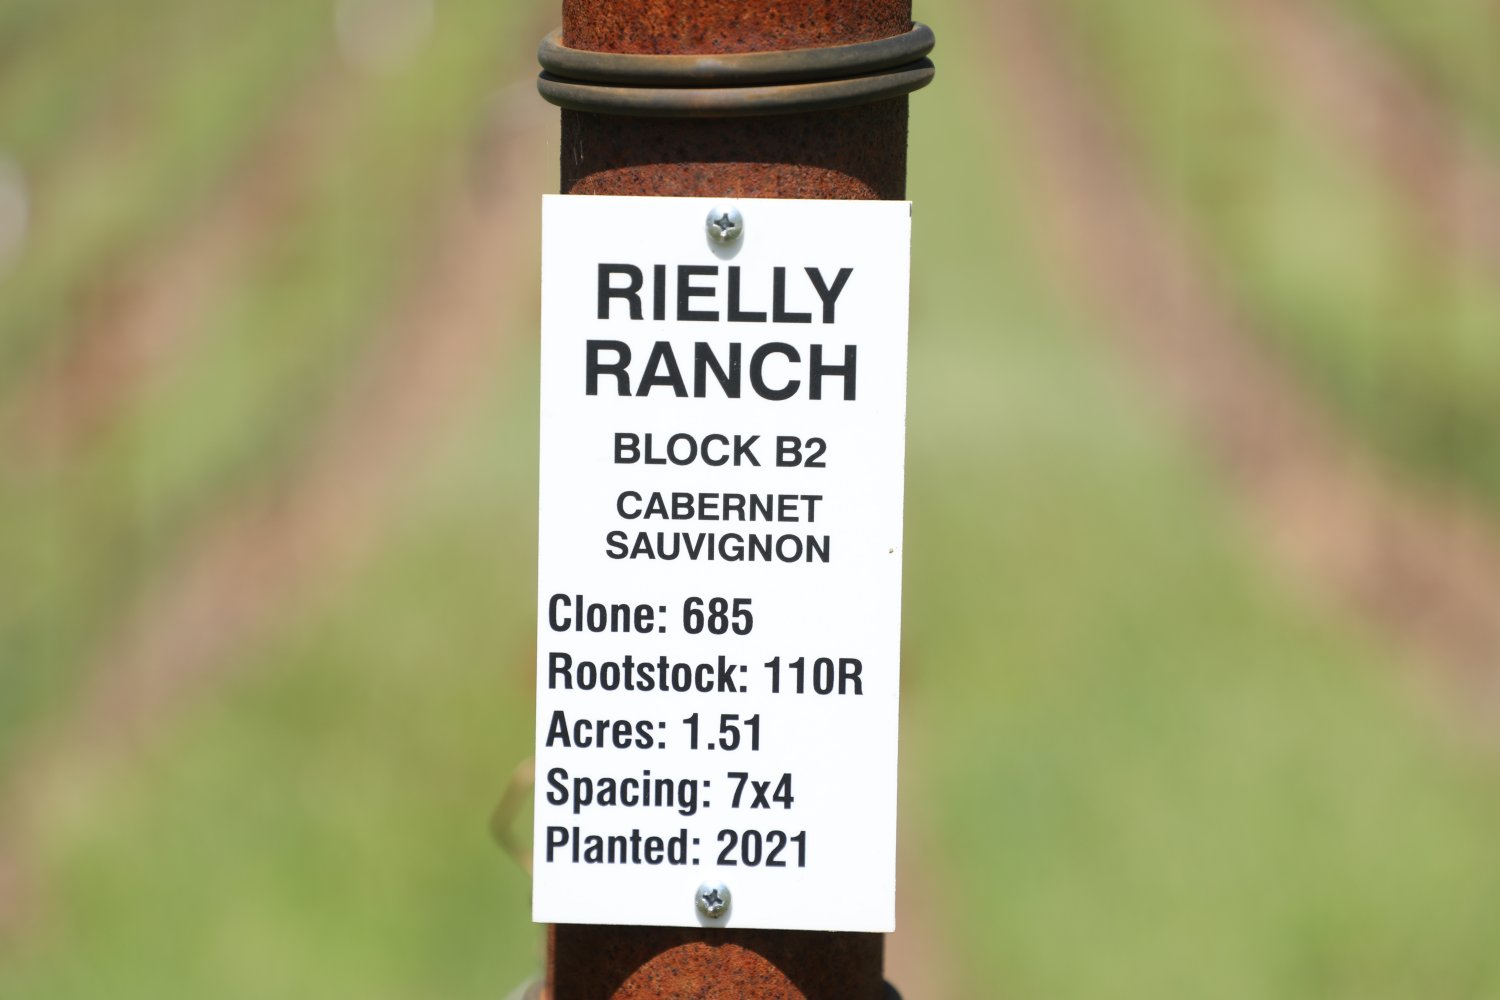 RIELLY
RANCH
BLOCK B2
CABERNET
SAUVIGNON
Clone: 685
Rootstock: 110R
Acres: 1.51
Spacing: 7x4
Planted: 2021